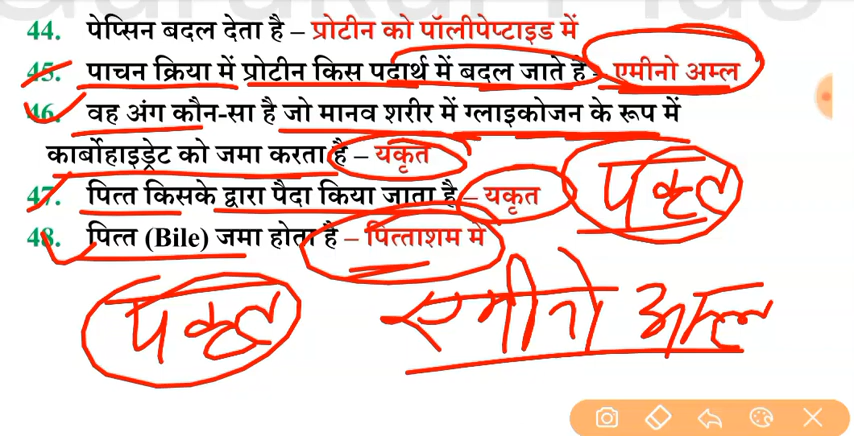 44. पेप्सिन बदल देता है – प्रोटीन को पॉलीपेप्टाइड में
45. पाचन क्रिया में प्रोटीन किस पदार्थ में बदल जाते हैं – एमीनो अम्ल
46. वह अंग कौन-सा है जो मानव शरीर में ग्लाइकोजन के रूप में
कार्बोहाइड्रेट को जमा करता है – यकृत
47. पित्त किसके द्वारा पैदा किया जाता है – यकृत
यकृत
48. पित्त (Bile) जमा होता है – पित्ताशम में
यकृत एमीनो अम्ल